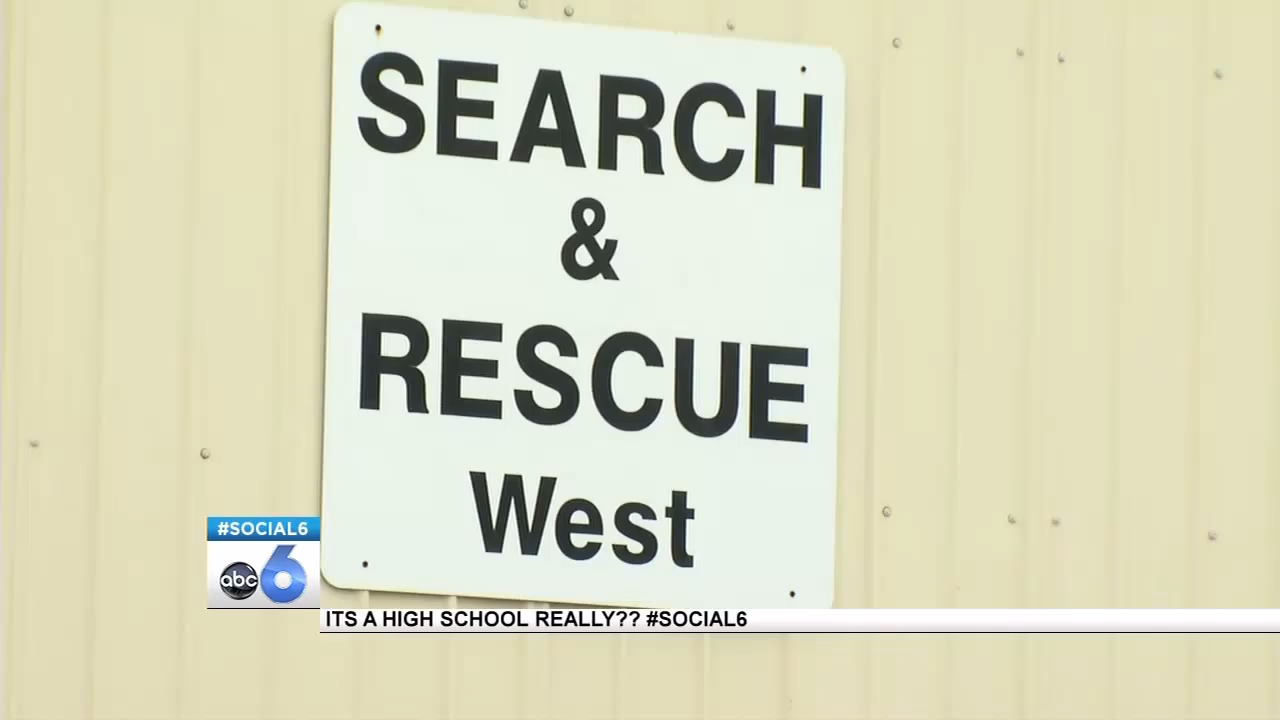 SEARCH
&
RESCUE
West
#SOCIAL6
abc 6
ITS A HIGH SCHOOL REALLY?? #SOCIAL6